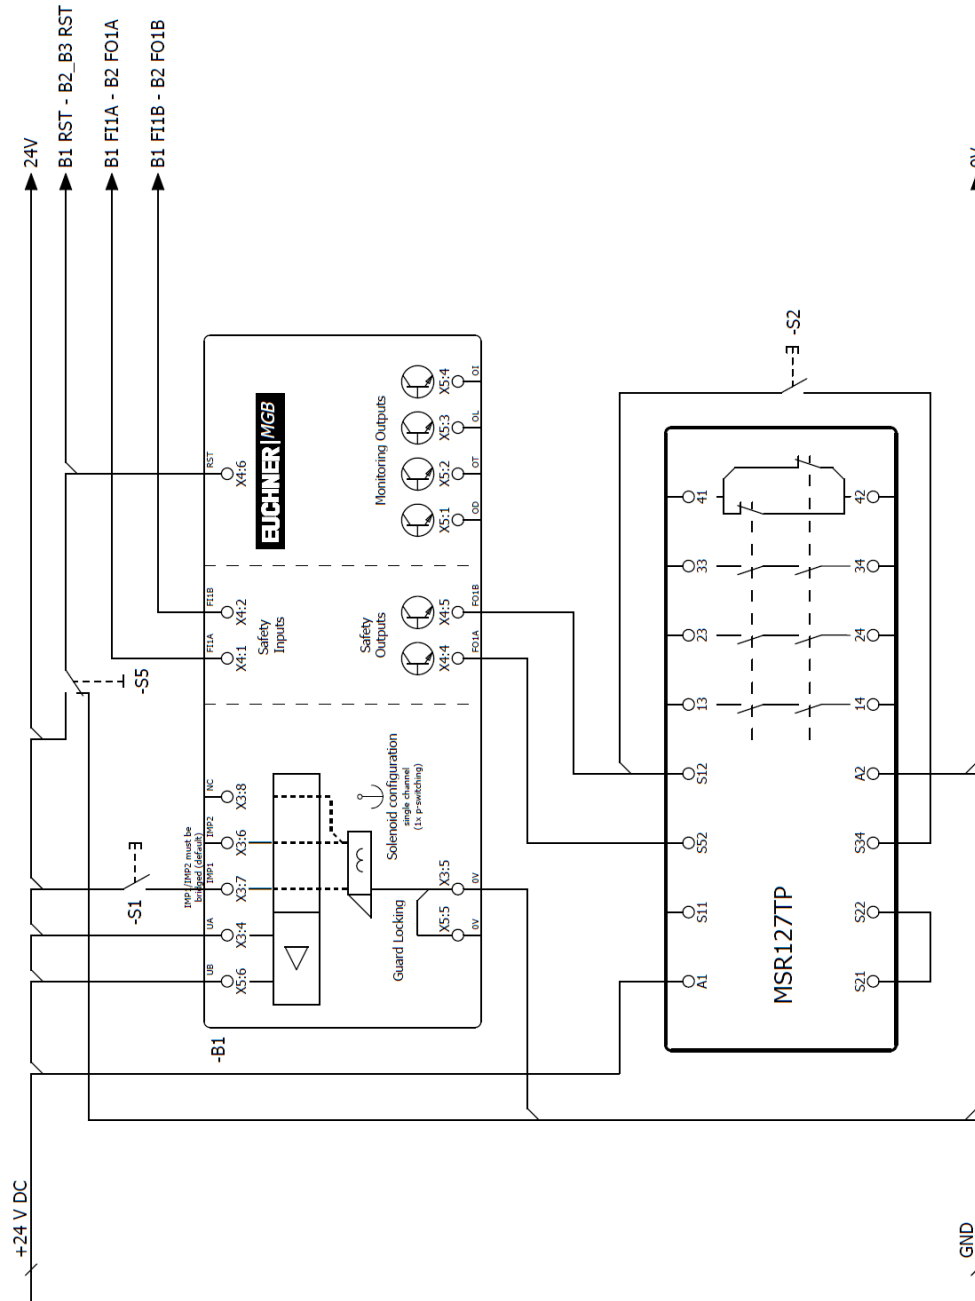 24V
B1 RST - B2_B3 RST
B1 FI1A - B2 FO1A
B1 FI1B - B2 FO1B
+24 V DC
GND
0V
-S1
-S5
-S2
-B1
UB
X5:6
UA
X3:4
IMP1/IMP2 must be
bridged (default)
IMP1
X3:7
IMP2
X3:6
NC
X3:8
FI1A
X4:1
FI1B
X4:2
RST
X4:6
Safety
Inputs
EUCHNER|MGB
Guard Locking
Solenoid configuration
single channel
(1x p-switching)
Safety
Outputs
Monitoring Outputs
X5:5
0V
X3:5
0V
X4:4
FO1A
X4:5
FO1B
X5:1
OD
X5:2
OT
X5:3
OL
X5:4
OI
A1
S11
S52
S12
13
23
33
41
MSR127TP
S21
S22
S34
A2
14
24
34
42